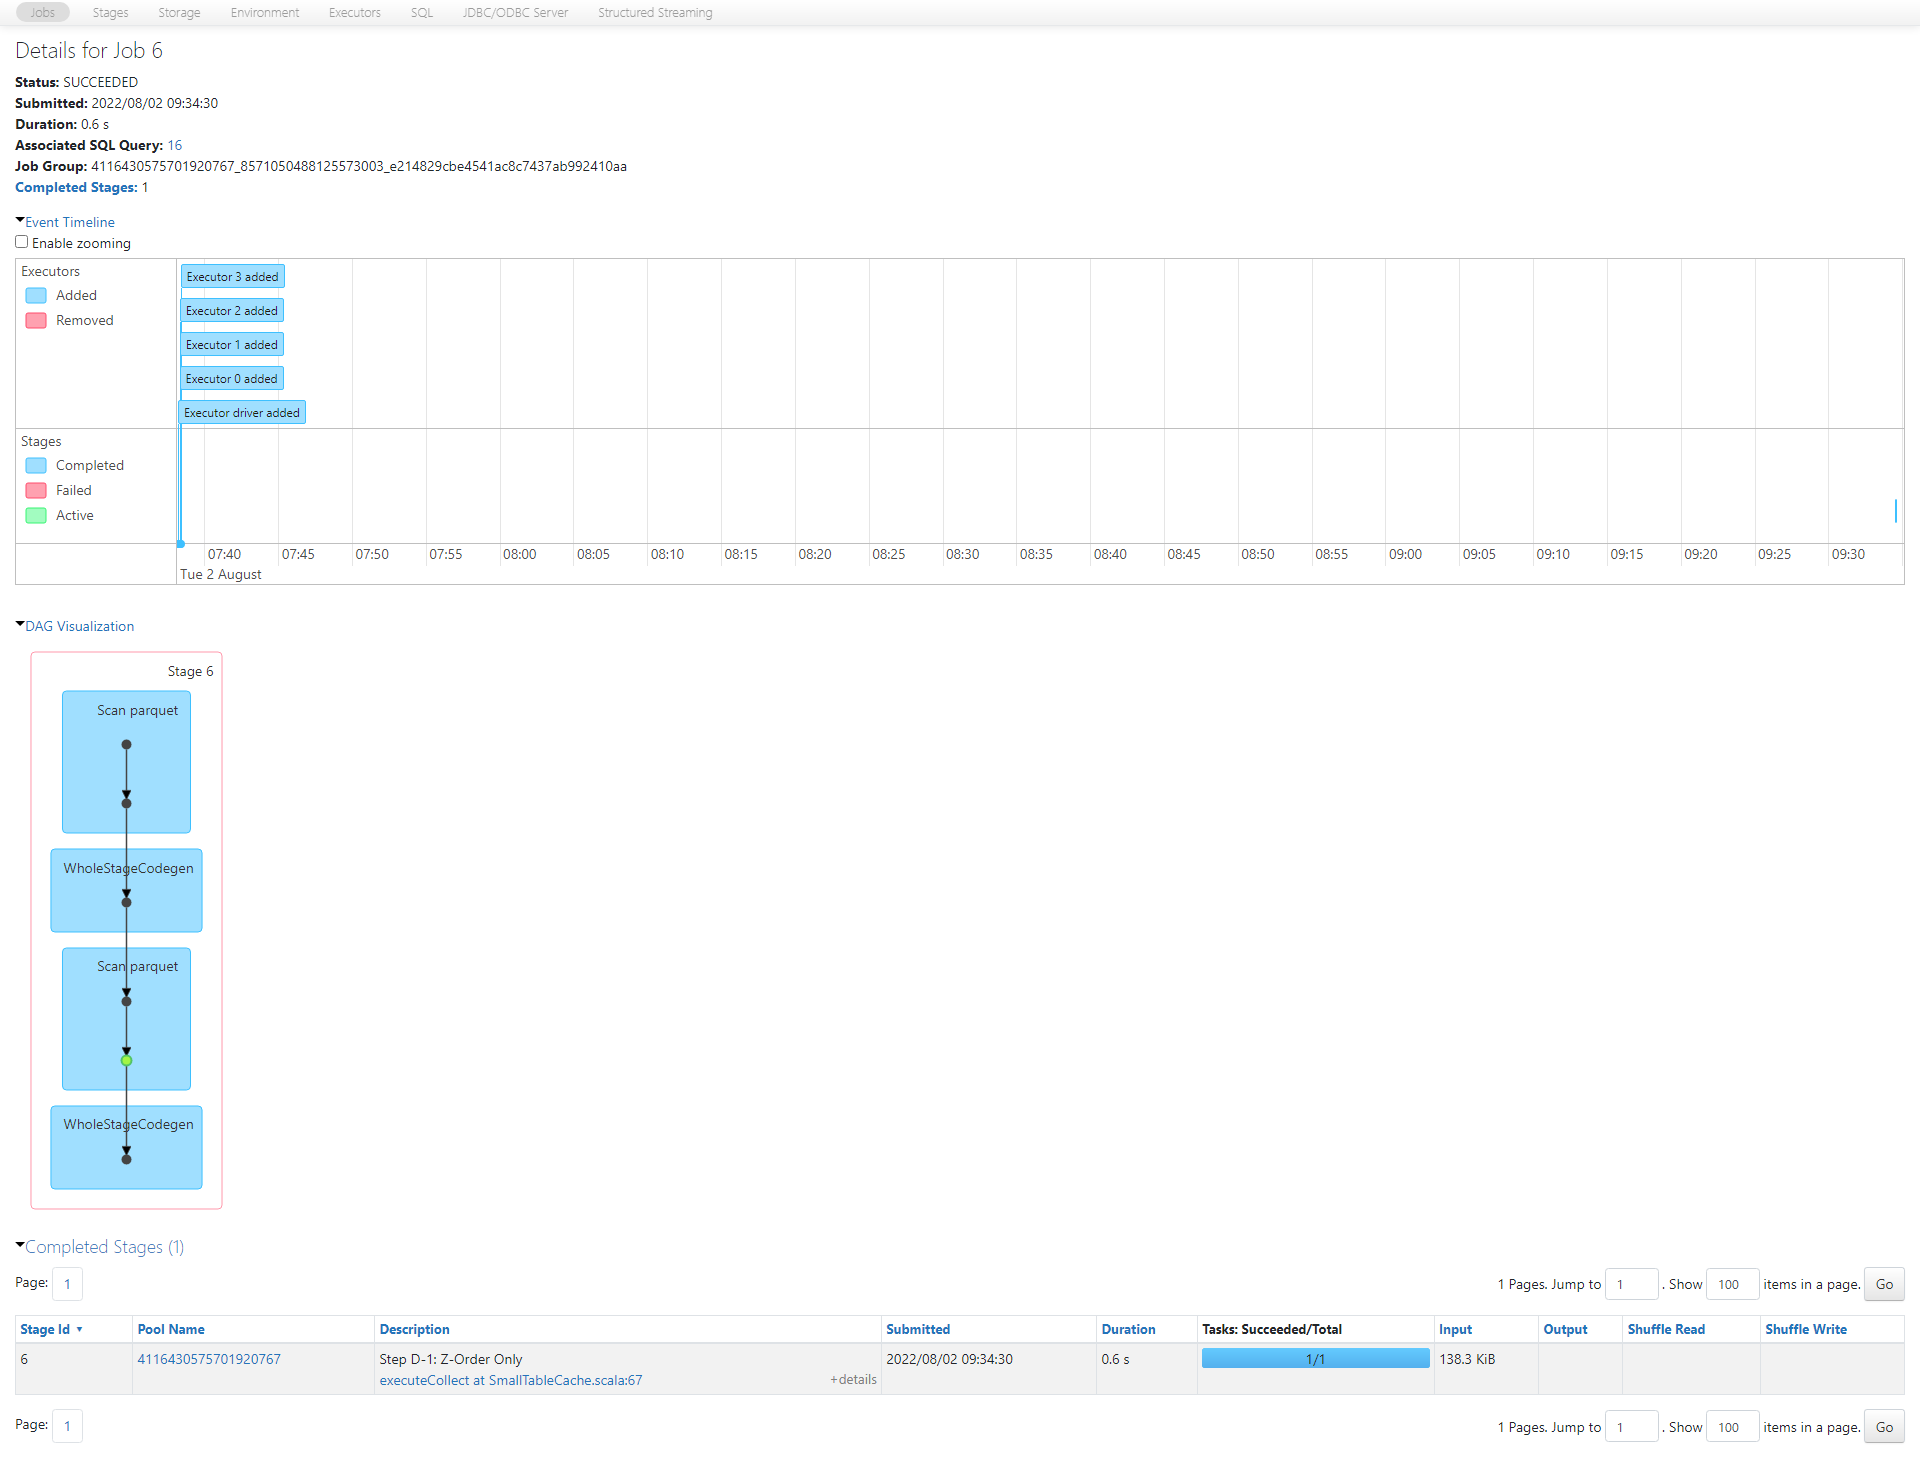 Jobs Stages Storage Environment Executors SQL JDBC/ODBC Server Structured Streaming
Details for Job 6
Status: SUCCEEDED
Submitted: 2022/08/02 09:34:30
Duration: 0.6 s
Associated SQL Query: 16
Job Group: 4116430575701920767_8571050488125573003_e214829cbe4541ac8c7437ab992410aa
Completed Stages: 1
Event Timeline
Enable zooming
Executors
Added
Removed
Executor 3 added
Executor 2 added
Executor 1 added
Executor 0 added
Executor driver added
Stages
Completed
Failed
Active
07:40 07:45 07:50 07:55 08:00 08:05 08:10 08:15 08:20 08:25 08:30 08:35 08:40 08:45 08:50 08:55 09:00 09:05 09:10 09:15 09:20 09:25 09:30
Tue 2 August
DAG Visualization
Stage 6
Scan parquet
WholeStageCodegen
Scan parquet
WholeStageCodegen
Completed Stages (1)
Page: 1 1 Pages. Jump to 1 . Show 100 items in a page. Go
Stage Id ▾ Pool Name Description Submitted Duration Tasks: Succeeded/Total Input Output Shuffle Read Shuffle Write
6 4116430575701920767 Step D-1: Z-Order Only 2022/08/02 09:34:30 0.6 s 1/1 138.3 KiB
executeCollect at SmallTableCache.scala:67 +details
Page: 1 1 Pages. Jump to 1 . Show 100 items in a page. Go